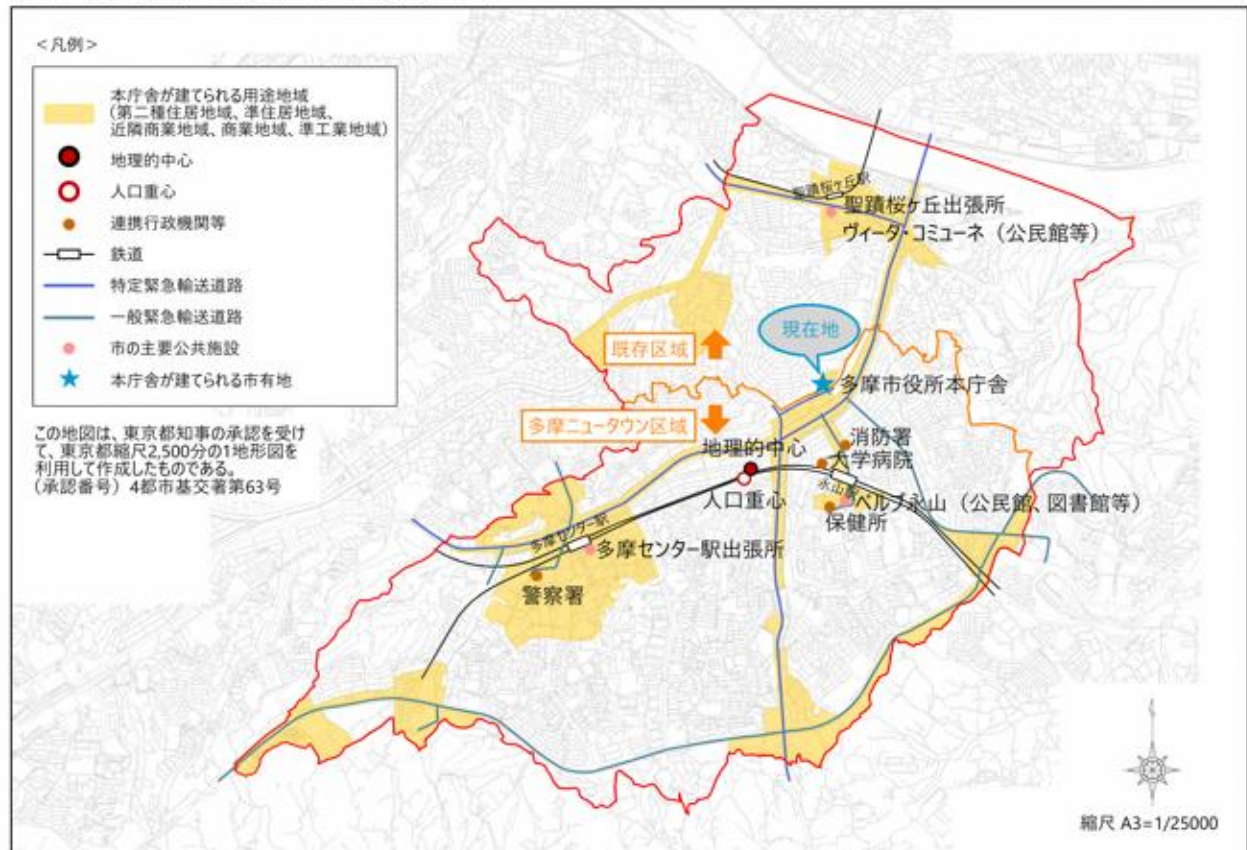 <凡例>
本庁舎が建てられる用途地域
(第二種住居地域、準住居地域、
近隣商業地域、商業地域、準工業地域)
地理的中心
人口重心
連携行政機関等
鉄道
特定緊急輸送道路
一般緊急輸送道路
市の主要公共施設
本庁舎が建てられる市有地
この地図は、東京都知事の承認を受け
て、東京都縮尺2,500分の1地形図を
利用して作成したものである。
(承認番号) 4都市基交著第63号
聖蹟桜ヶ丘駅
聖蹟桜ヶ丘出張所
ヴィータ・コミューネ(公民館等)
現在地
既存区域
多摩市役所本庁舎
多摩ニュータウン区域
消防署
地理的中心
大学病院
永山駅
人口重心
ベルブ永山(公民館、図書館等)
保健所
多摩センター駅
多摩センター駅出張所
警察署
縮尺 A3=1/25000